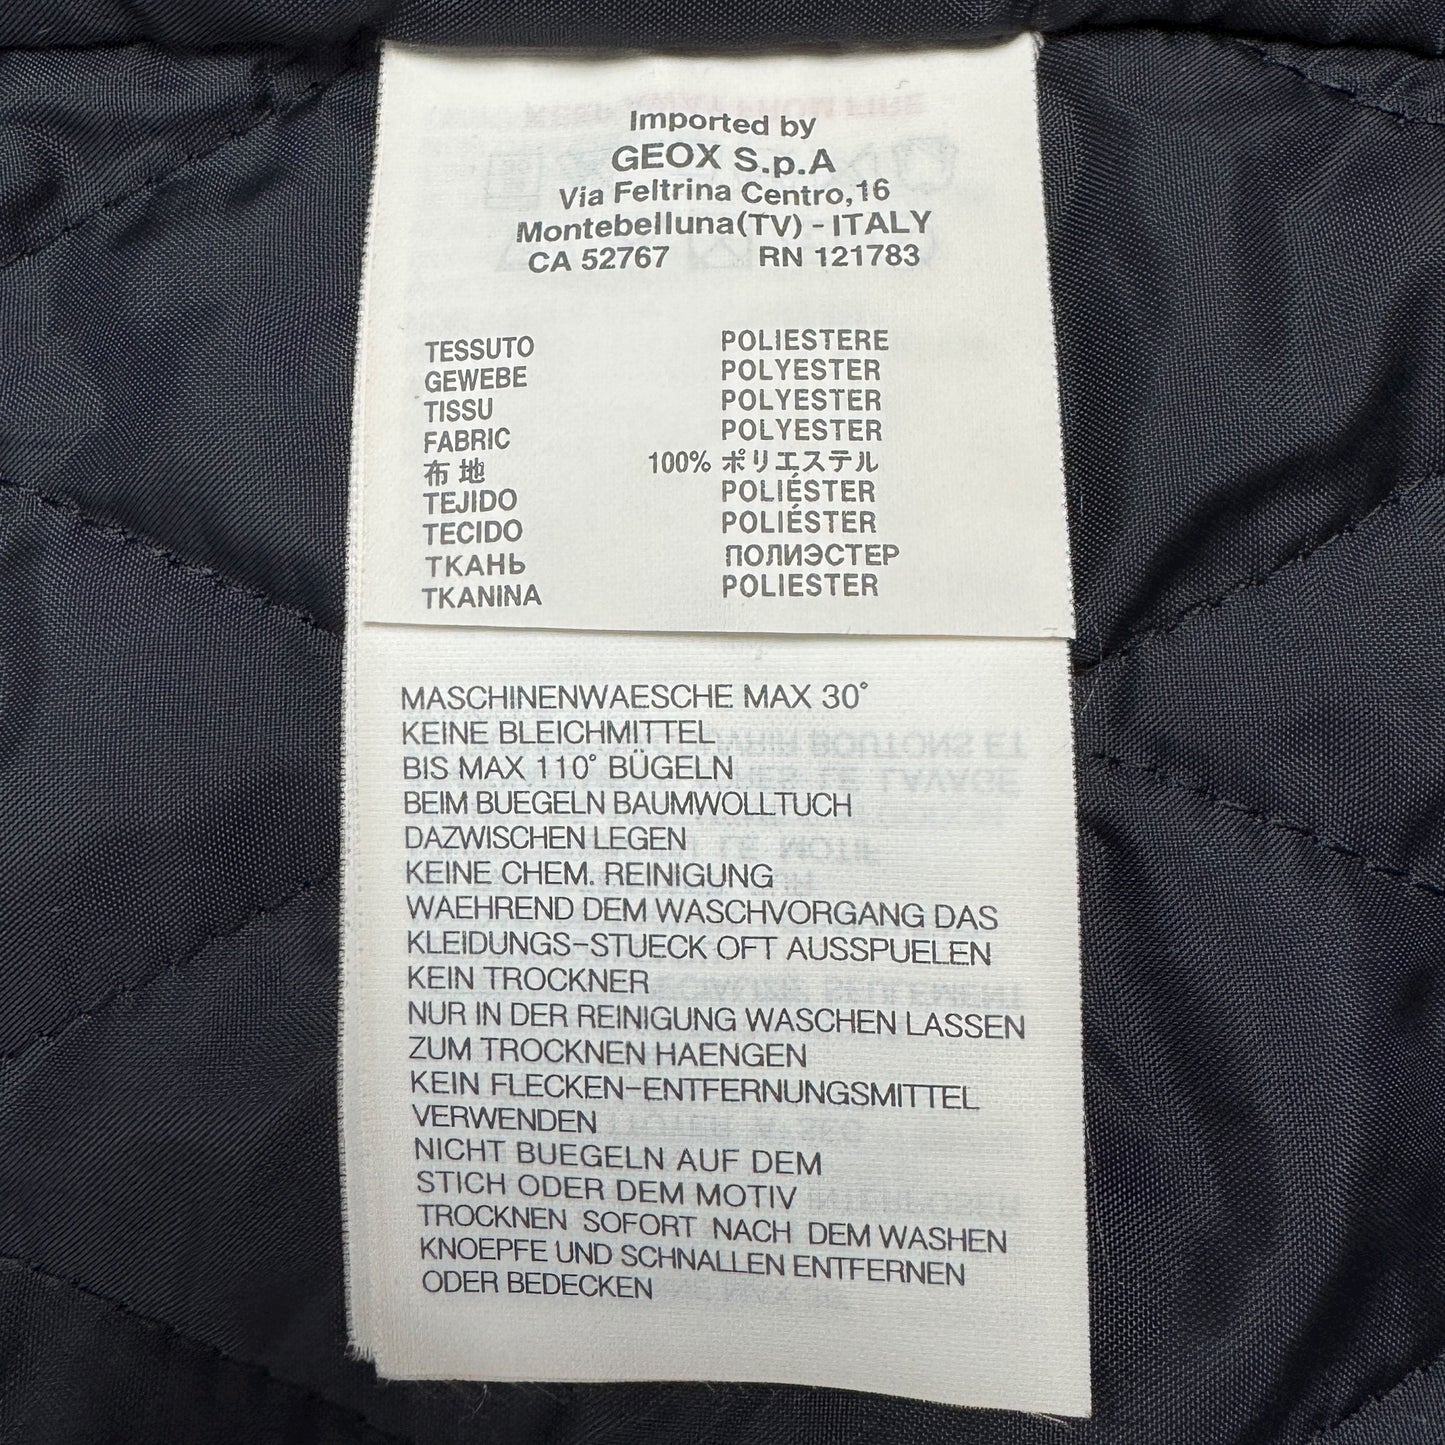 Imported by
GEOX S.p.A
Via Feltrina Centro,16
Montebelluna(TV) - ITALY
CA 52767 RN 121783
TESSUTO POLIESTERE
GEWEBE POLYESTER
TISSU POLYESTER
FABRIC POLYESTER
布地 100% ポリエステル
TEJIDO POLIÉSTER
TECIDO POLIÉSTER
ТКАНЬ ПОЛИЭСТЕР
TKANINA POLIESTER
MASCHINENWAESCHE MAX 30°
KEINE BLEICHMITTEL
BIS MAX 110° BÜGELN
BEIM BUEGELN BAUMWOLLTUCH
DAZWISCHEN LEGEN
KEINE CHEM. REINIGUNG
WAEHREND DEM WASCHVORGANG DAS
KLEIDUNGS-STUECK OFT AUSSPUELEN
KEIN TROCKNER
NUR IN DER REINIGUNG WASCHEN LASSEN
ZUM TROCKNEN HAENGEN
KEIN FLECKEN-ENTFERNUNGSMITTEL
VERWENDEN
NICHT BUEGELN AUF DEM
STICH ODER DEM MOTIV
TROCKNEN SOFORT NACH DEM WASHEN
KNOEPFE UND SCHNALLEN ENTFERNEN
ODER BEDECKEN